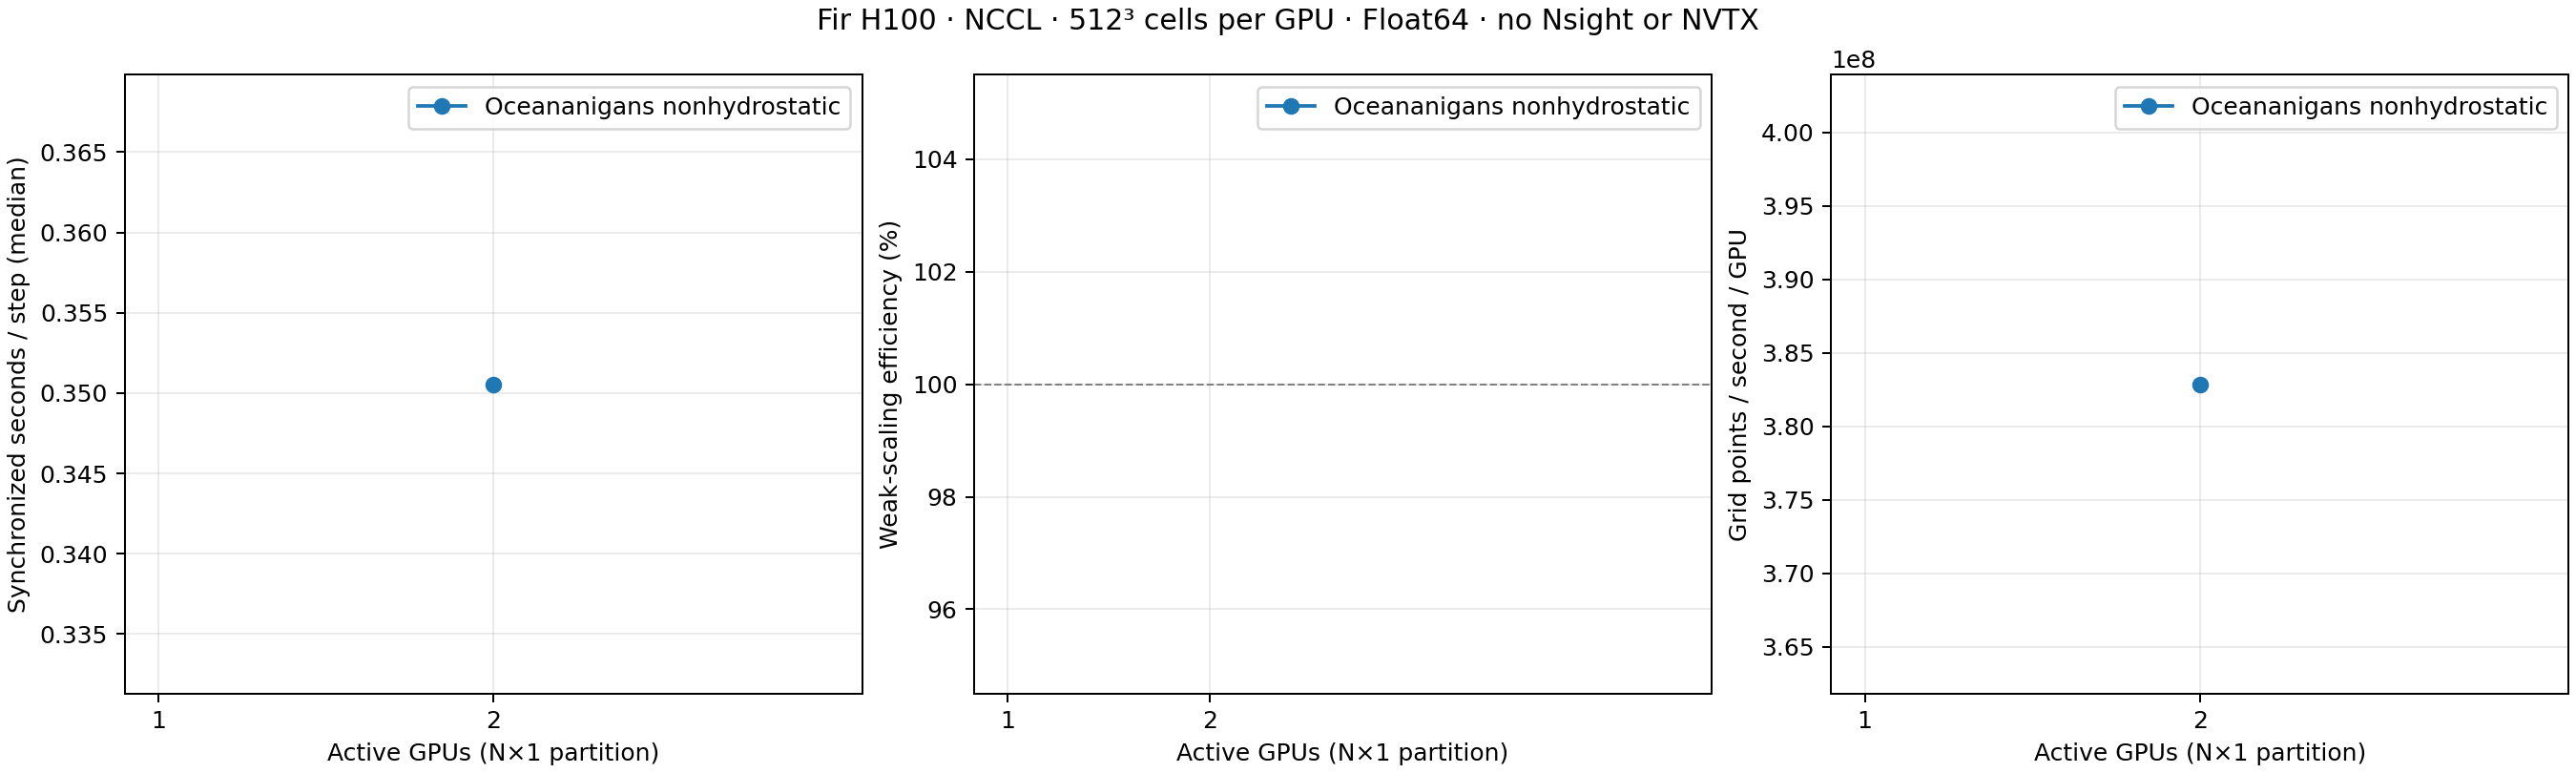 Fir H100 · NCCL · 512³ cells per GPU · Float64 · no Nsight or NVTX
Synchronized seconds / step (median)
0.365
0.360
0.355
0.350
0.345
0.340
0.335
Oceananigans nonhydrostatic
1
2
Active GPUs (N×1 partition)
Weak-scaling efficiency (%)
104
102
100
98
96
Oceananigans nonhydrostatic
1
2
Active GPUs (N×1 partition)
Grid points / second / GPU
1e8
4.00
3.95
3.90
3.85
3.80
3.75
3.70
3.65
Oceananigans nonhydrostatic
1
2
Active GPUs (N×1 partition)